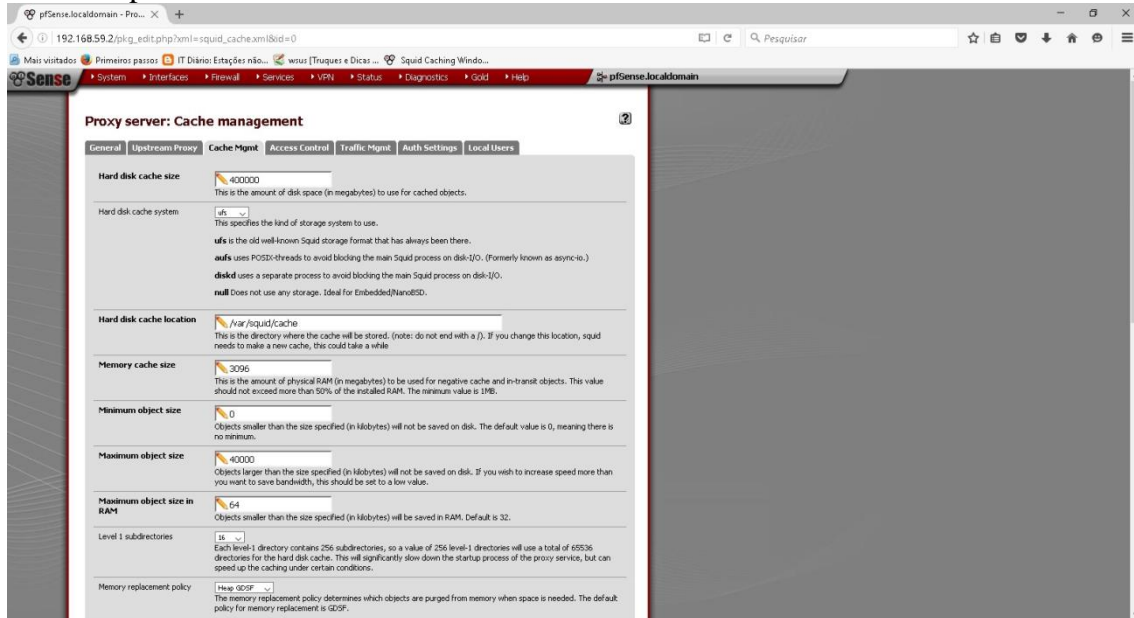 pfSense.localdomain - Pro...
192.168.59.2/pkg_edit.php?xml=squid_cache.xml&id=0
Pesquisar
Mais visitados Primeiros passos IT Diário: Estações não... wsus [Truques e Dicas ... Squid Caching Windo...
Sense System Interfaces Firewall Services VPN Status Diagnostics Gold Help pfSense.localdomain
Proxy server: Cache management
General Upstream Proxy Cache Mgmt Access Control Traffic Mgmt Auth Settings Local Users
Hard disk cache size 400000
This is the amount of disk space (in megabytes) to use for cached objects.
Hard disk cache system ufs
This specifies the kind of storage system to use.
ufs is the old well-known Squid storage format that has always been there.
aufs uses POSIX-threads to avoid blocking the main Squid process on disk-I/O. (Formerly known as async-io.)
diskd uses a separate process to avoid blocking the main Squid process on disk-I/O.
null Does not use any storage. Ideal for Embedded/NanoBSD.
Hard disk cache location /var/squid/cache
This is the directory where the cache will be stored. (note: do not end with a /). If you change this location, squid
needs to make a new cache, this could take a while
Memory cache size 3096
This is the amount of physical RAM (in megabytes) to be used for negative cache and in-transit objects. This value
should not exceed more than 50% of the installed RAM. The minimum value is 1MB.
Minimum object size 0
Objects smaller than the size specified (in kilobytes) will not be saved on disk. The default value is 0, meaning there is
no minimum.
Maximum object size 40000
Objects larger than the size specified (in kilobytes) will not be saved on disk. If you wish to increase speed more than
you want to save bandwidth, this should be set to a low value.
Maximum object size in
RAM 64
Objects smaller than the size specified (in kilobytes) will be saved in RAM. Default is 32.
Level 1 subdirectories 16
Each level-1 directory contains 256 subdirectories, so a value of 256 level-1 directories will use a total of 65536
directories for the hard disk cache. This will significantly slow down the startup process of the proxy service, but can
speed up the caching under certain conditions.
Memory replacement policy Heap GDSF
The memory replacement policy determines which objects are purged from memory when space is needed. The default
policy for memory replacement is GDSF.